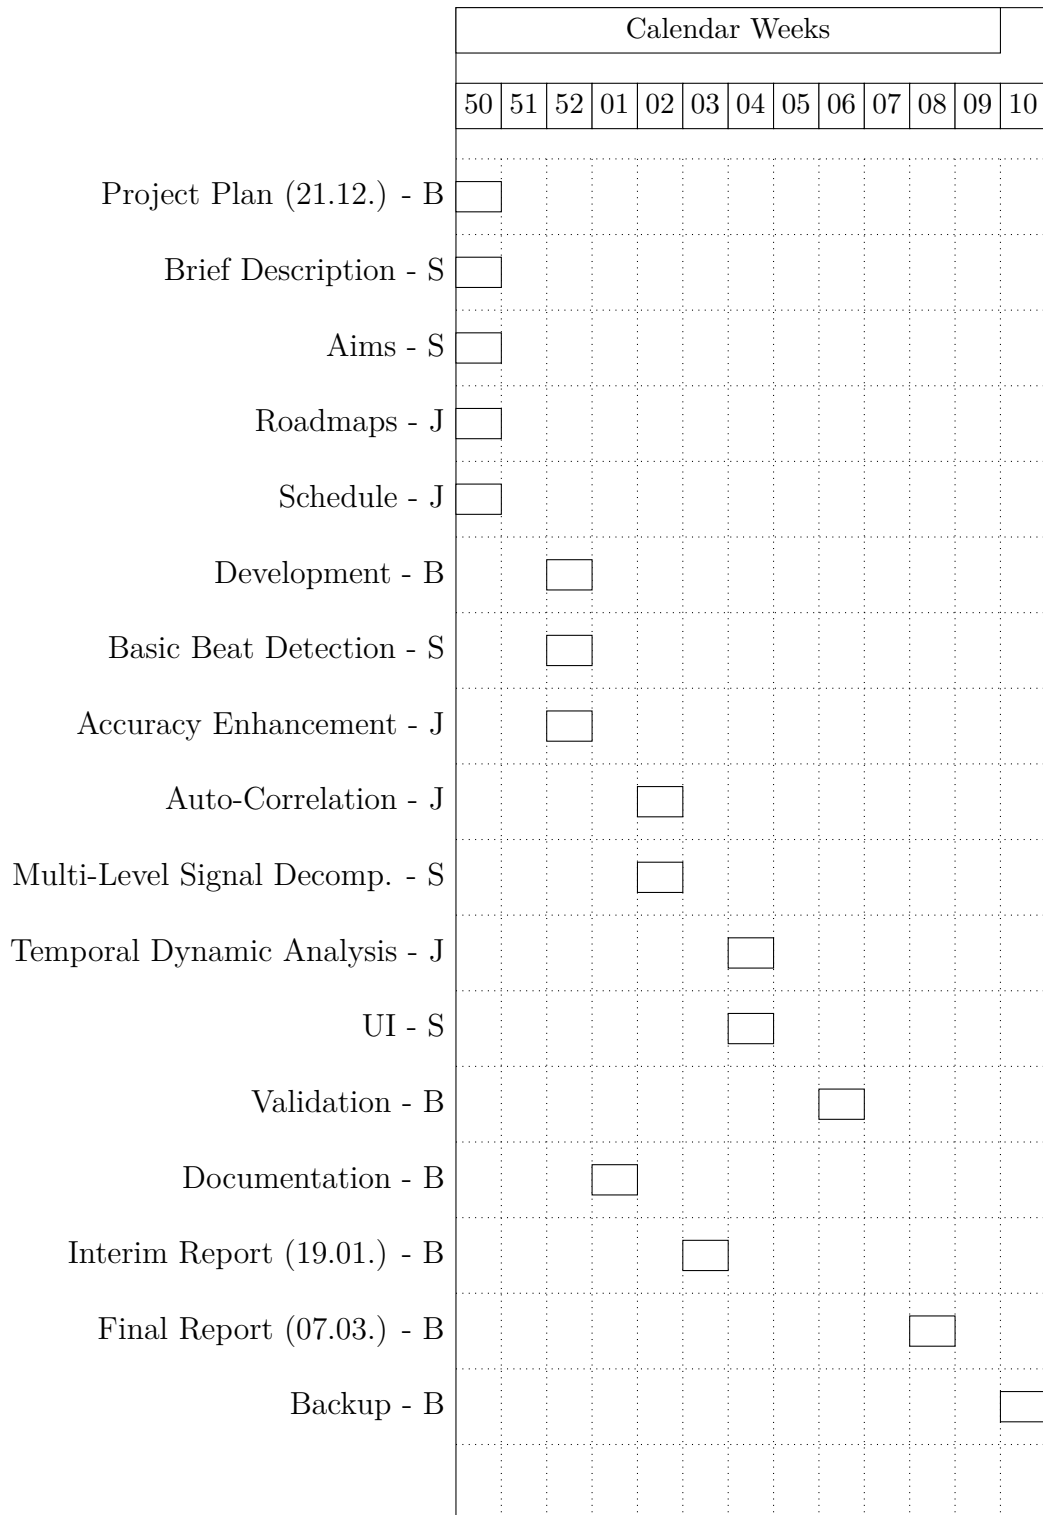 Calendar Weeks
50 51 52 01 02 03 04 05 06 07 08 09 10
Project Plan (21.12.) - B
Brief Description - S
Aims - S
Roadmaps - J
Schedule - J
Development - B
Basic Beat Detection - S
Accuracy Enhancement - J
Auto-Correlation - J
Multi-Level Signal Decomp. - S
Temporal Dynamic Analysis - J
UI - S
Validation - B
Documentation - B
Interim Report (19.01.) - B
Final Report (07.03.) - B
Backup - B